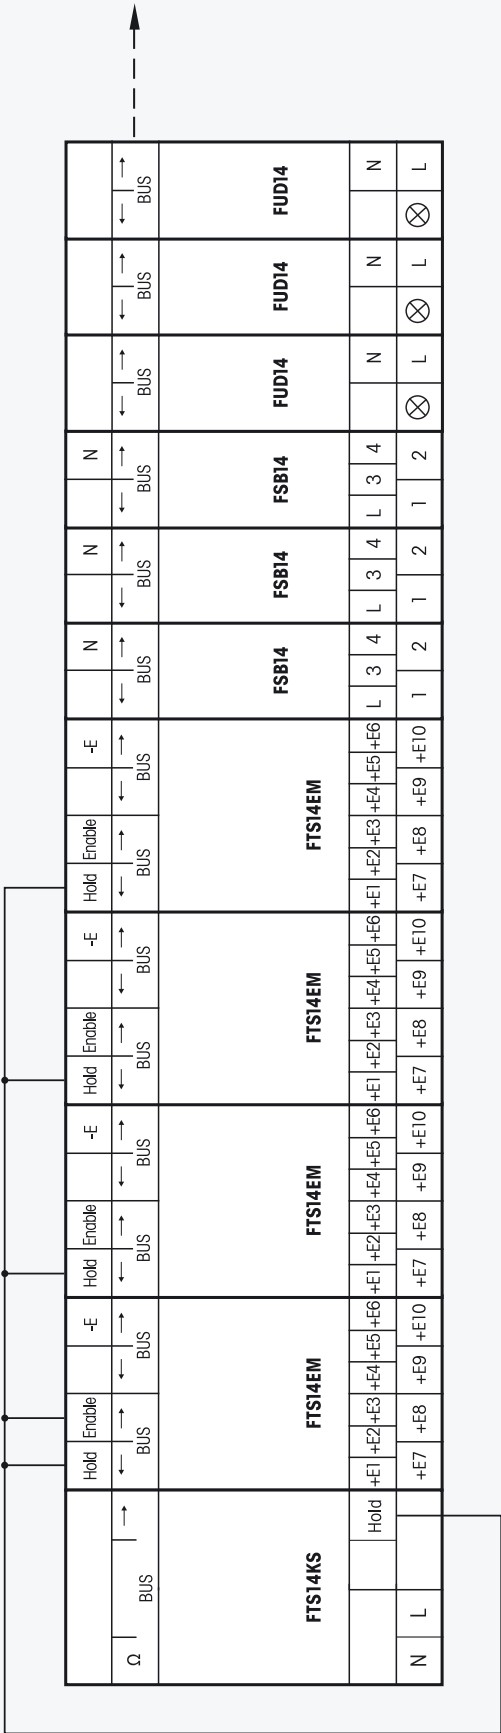 Hold Enable -E Hold Enable -E Hold Enable -E Hold Enable -E N N N
Ω → ← → ← → ← → ← → ← → ← → ← → ← → ← → ← → ← → ← → ← → ← →
BUS BUS BUS BUS BUS BUS BUS BUS BUS BUS BUS BUS BUS BUS BUS
FTS14KS FTS14EM FTS14EM FTS14EM FTS14EM FSB14 FSB14 FSB14 FUD14 FUD14 FUD14
Hold +E1 +E2 +E3 +E4 +E5 +E6 +E1 +E2 +E3 +E4 +E5 +E6 +E1 +E2 +E3 +E4 +E5 +E6 +E1 +E2 +E3 +E4 +E5 +E6 L 3 4 L 3 4 L 3 4 N N N
N L +E7 +E8 +E9 +E10 +E7 +E8 +E9 +E10 +E7 +E8 +E9 +E10 +E7 +E8 +E9 +E10 1 2 1 2 1 2 L L L